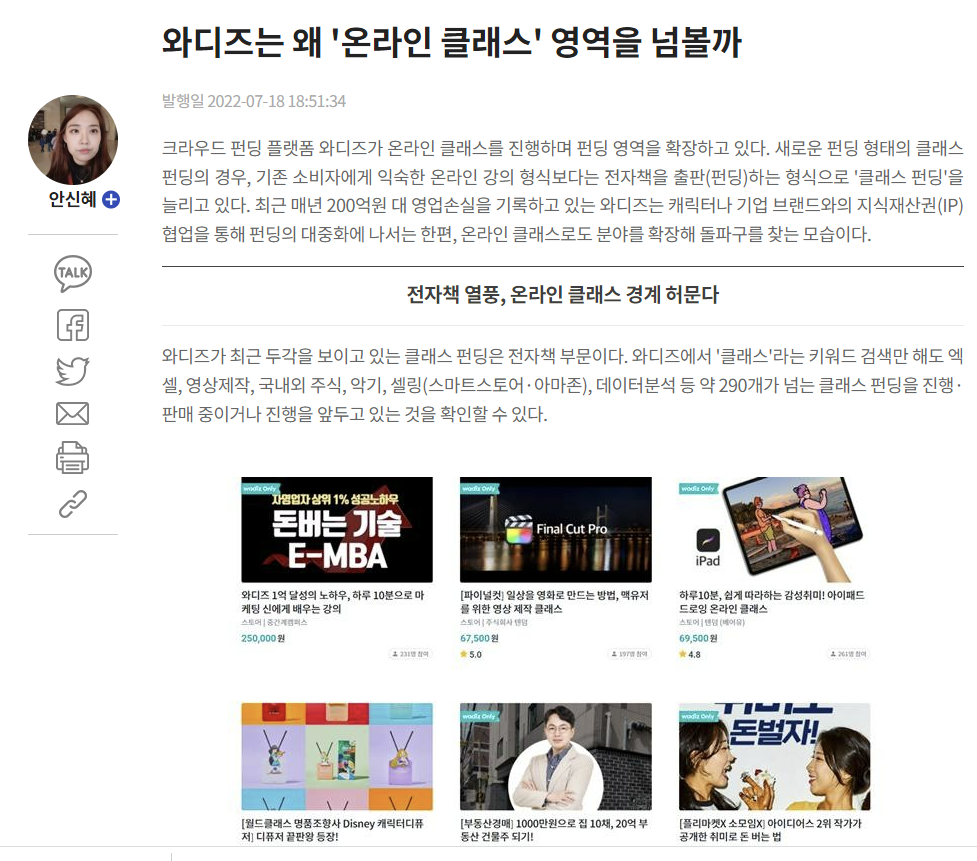 와디즈는 왜 '온라인 클래스' 영역을 넘볼까
발행일 2022-07-18 18:51:34
안신혜
TALK
크라우드 펀딩 플랫폼 와디즈가 온라인 클래스를 진행하며 펀딩 영역을 확장하고 있다. 새로운 펀딩 형태의 클래스
펀딩의 경우, 기존 소비자에게 익숙한 온라인 강의 형식보다는 전자책을 출판(펀딩)하는 형식으로 '클래스 펀딩'을
늘리고 있다. 최근 매년 200억원 대 영업손실을 기록하고 있는 와디즈는 캐릭터나 기업 브랜드와의 지식재산권(IP)
협업을 통해 펀딩의 대중화에 나서는 한편, 온라인 클래스로도 분야를 확장해 돌파구를 찾는 모습이다.
전자책 열풍, 온라인 클래스 경계 허문다
와디즈가 최근 두각을 보이고 있는 클래스 펀딩은 전자책 부문이다. 와디즈에서 '클래스'라는 키워드 검색만 해도 엑
셀, 영상제작, 국내외 주식, 악기, 셀링(스마트스토어·아마존), 데이터분석 등 약 290개가 넘는 클래스 펀딩을 진행·
판매 중이거나 진행을 앞두고 있는 것을 확인할 수 있다.
wadiz Only
자영업자 상위 1% 성공노하우
돈버는 기술
E-MBA
와디즈 1억 달성의 노하우, 하루 10분으로 마
케팅 신에게 배우는 강의
스토어 | 중간계캠퍼스
250,000원
231명 참여
wadiz Only
Final Cut Pro
[파이널컷] 일상을 영화로 만드는 방법, 맥유저
를 위한 영상 제작 클래스
스토어 | 주식회사 텐덤
67,500원
5.0
197명 참여
wadiz Only
iPad
하루10분, 쉽게 따라하는 감성취미! 아이패드
드로잉 온라인 클래스
스토어 | 텐덤 (베어유)
69,500원
4.8
261명 참여
[월드클래스 명품조향사 Disney 캐릭터디퓨
저] 디퓨저 끝판왕 등장!
wadiz Only
[부동산경매] 1000만원으로 집 10채, 20억 부
동산 건물주 되기!
wadiz Only
취미로
돈벌자!
[플리마켓X 소모임X] 아이디어스 2위 작가가
공개한 취미로 돈 버는 법